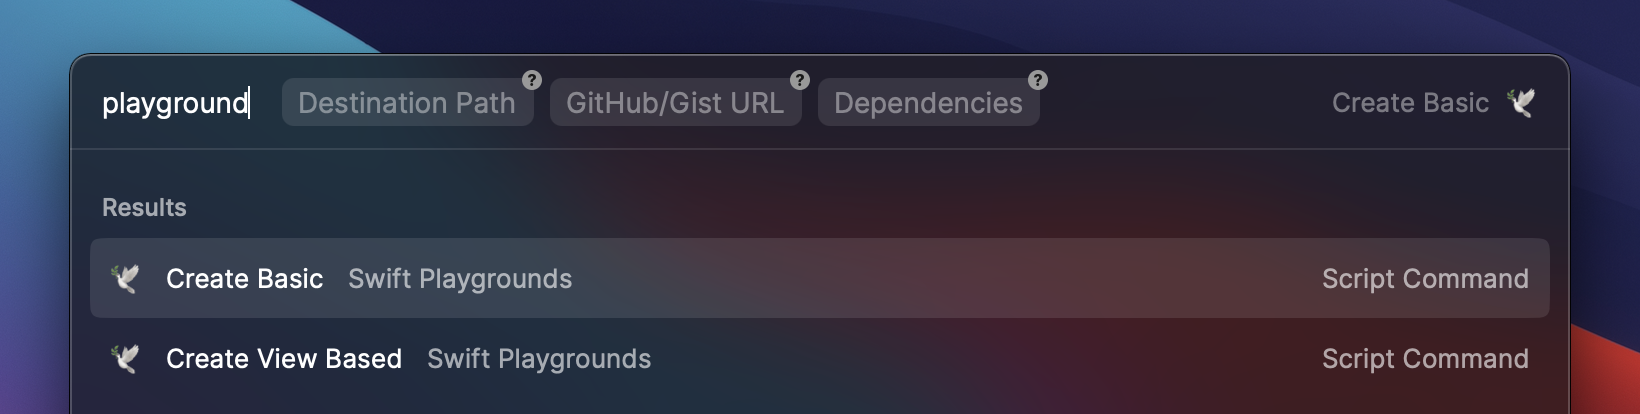 playground Destination Path ? GitHub/Gist URL ? Dependencies ? Create Basic
Results
Create Basic Swift Playgrounds Script Command
Create View Based Swift Playgrounds Script Command